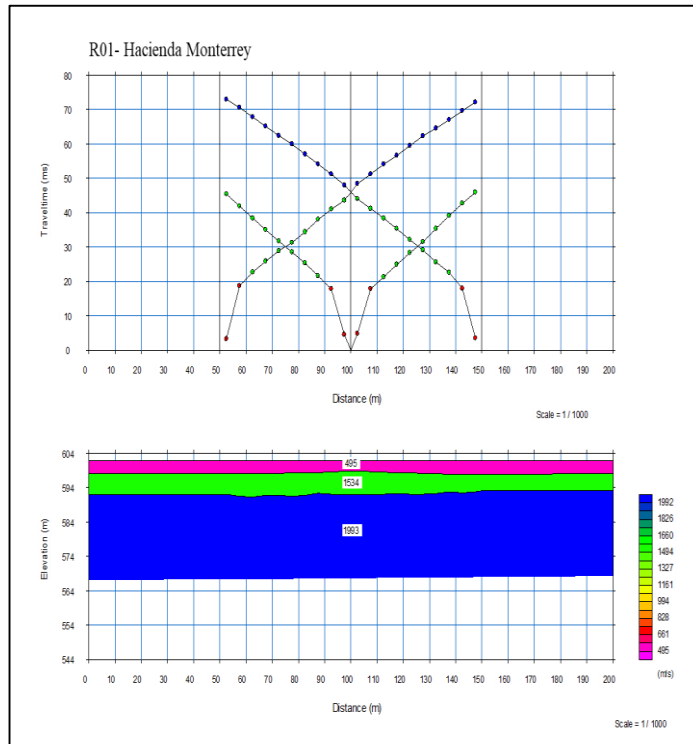 R01- Hacienda Monterrey
80
70
60
50
40
30
20
10
0
Traveltime (ms)
0 10 20 30 40 50 60 70 80 90 100 110 120 130 140 150 160 170 180 190 200
Distance (m)
Scale = 1 / 1000
604
594
584
574
564
554
544
Elevation (m)
495
1534
1993
1992
1826
1660
1494
1327
1161
994
828
661
495
(m/s)
0 10 20 30 40 50 60 70 80 90 100 110 120 130 140 150 160 170 180 190 200
Distance (m)
Scale = 1 / 1000